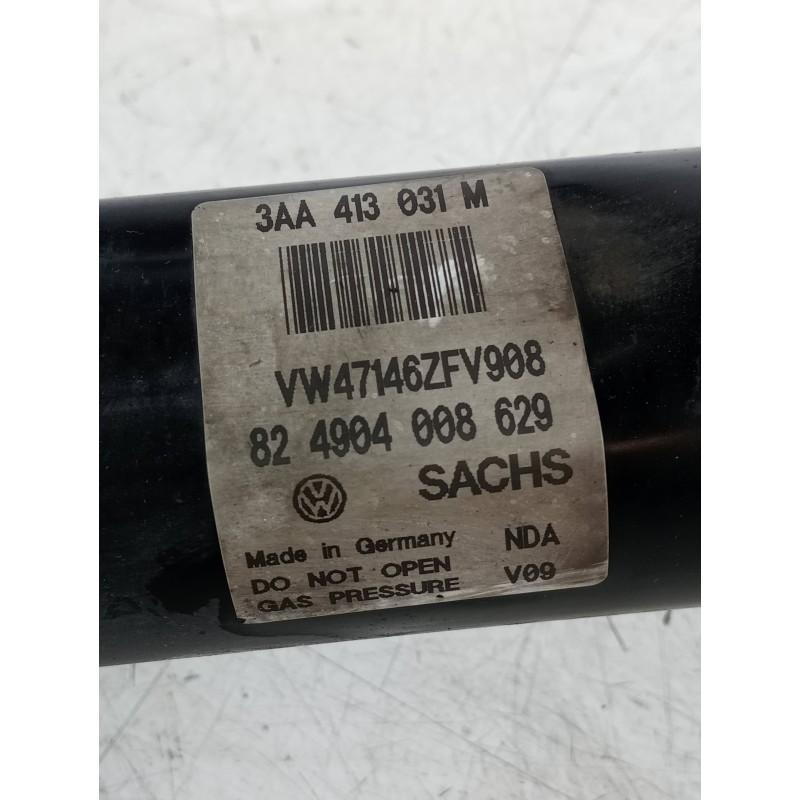 3AA 413 031 M
VW47146ZFV908
82 4904 008 629
SACHS
Made in Germany NDA
DO NOT OPEN
GAS PRESSURE V09